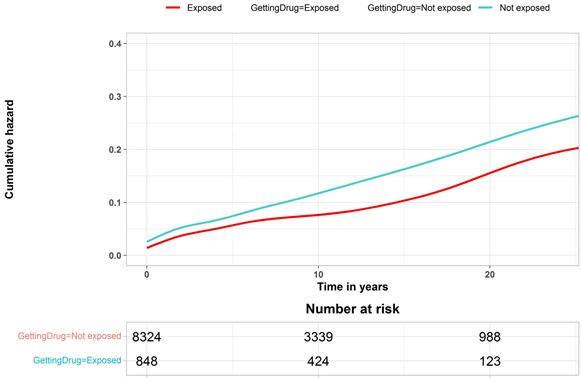 Exposed GettingDrug=Exposed GettingDrug=Not exposed Not exposed
Cumulative hazard
0.4
0.3
0.2
0.1
0.0
0 10 20
Time in years
Number at risk
GettingDrug=Not exposed 8324 3339 988
GettingDrug=Exposed 848 424 123